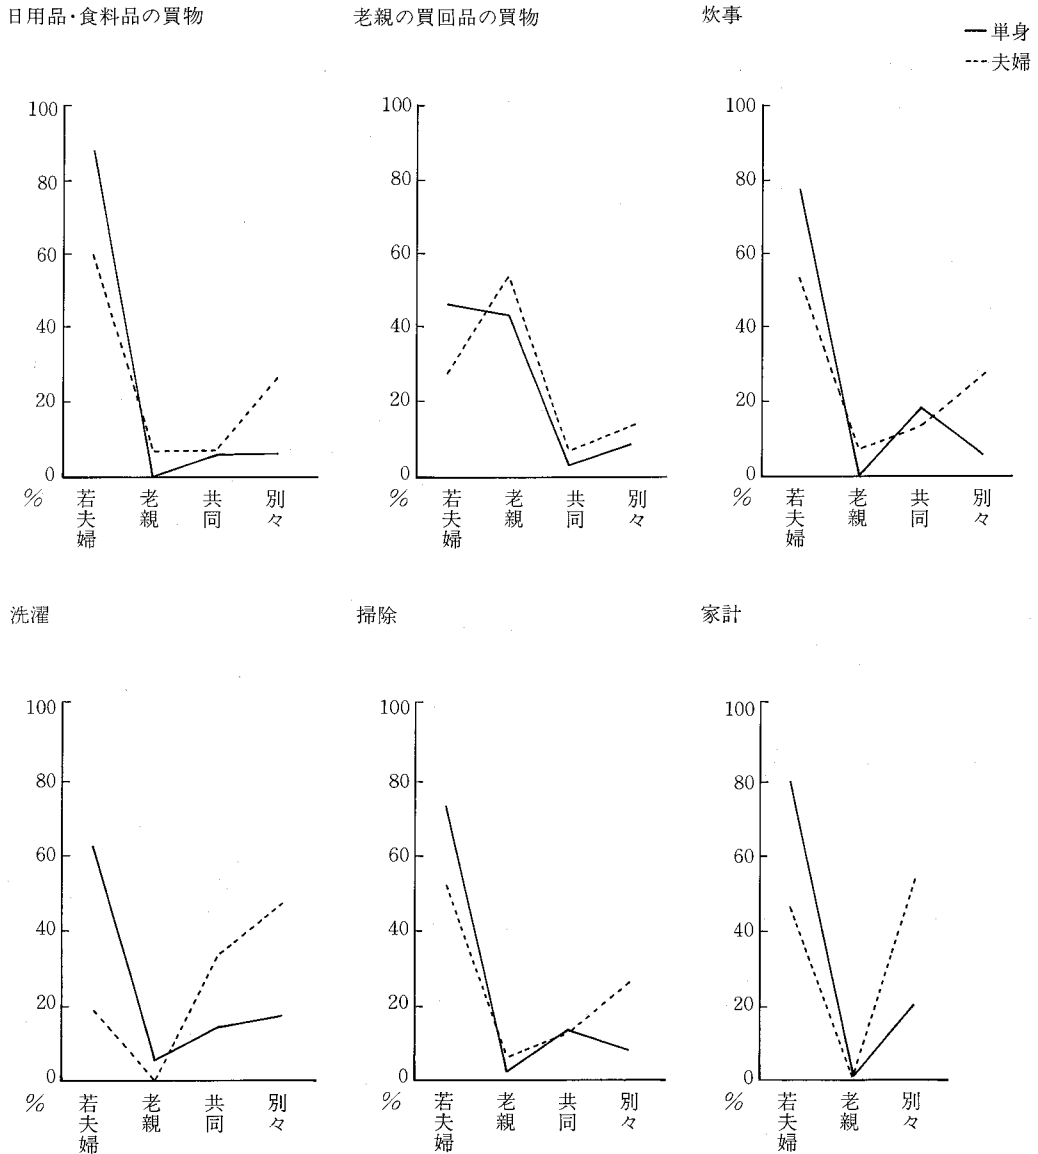 日用品・食料品の買物
老親の買回品の買物
炊事
単身
夫婦
100
80
60
40
20
0
%
若夫婦
老親
共同
別々
100
80
60
40
20
0
%
若夫婦
老親
共同
別々
100
80
60
40
20
0
%
若夫婦
老親
共同
別々
洗濯
掃除
家計
100
80
60
40
20
0
%
若夫婦
老親
共同
別々
100
80
60
40
20
0
%
若夫婦
老親
共同
別々
100
80
60
40
20
0
%
若夫婦
老親
別々